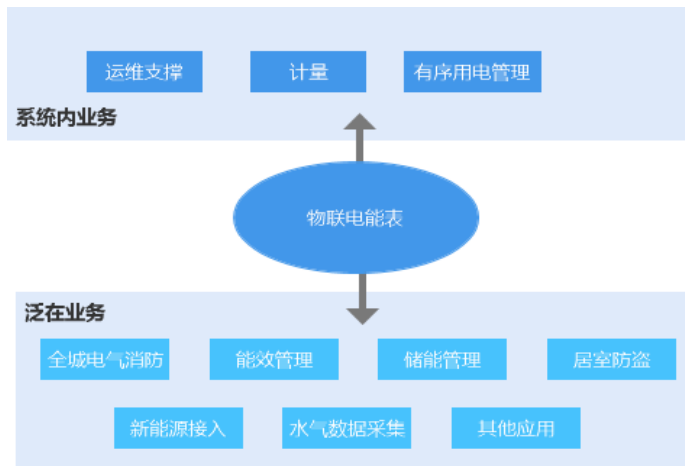 运维支撑
计量
有序用电管理
系统内业务
物联电能表
泛在业务
全城电气消防
能效管理
储能管理
居室防盗
新能源接入
水气数据采集
其他应用